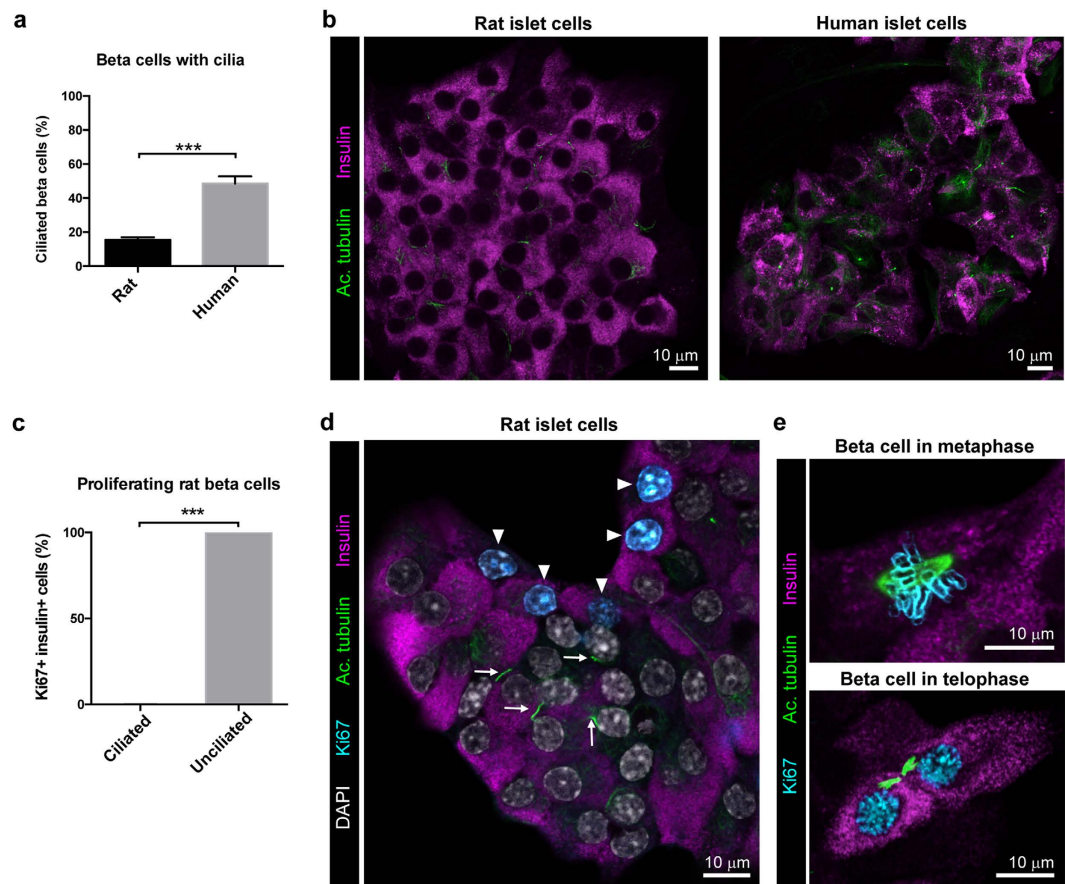 a
Beta cells with cilia
Ciliated beta cells (%)
100
80
60
40
20
0
***
Rat
Human
b
Rat islet cells
Human islet cells
Ac. tubulin Insulin
10 μm
10 μm
c
Proliferating rat beta cells
Ki67+ insulin+ cells (%)
100
50
0
***
Ciliated
Unciliated
d
Rat islet cells
DAPI Ki67 Ac. tubulin Insulin
10 μm
e
Beta cell in metaphase
Ki67 Ac. tubulin Insulin
10 μm
Beta cell in telophase
10 μm